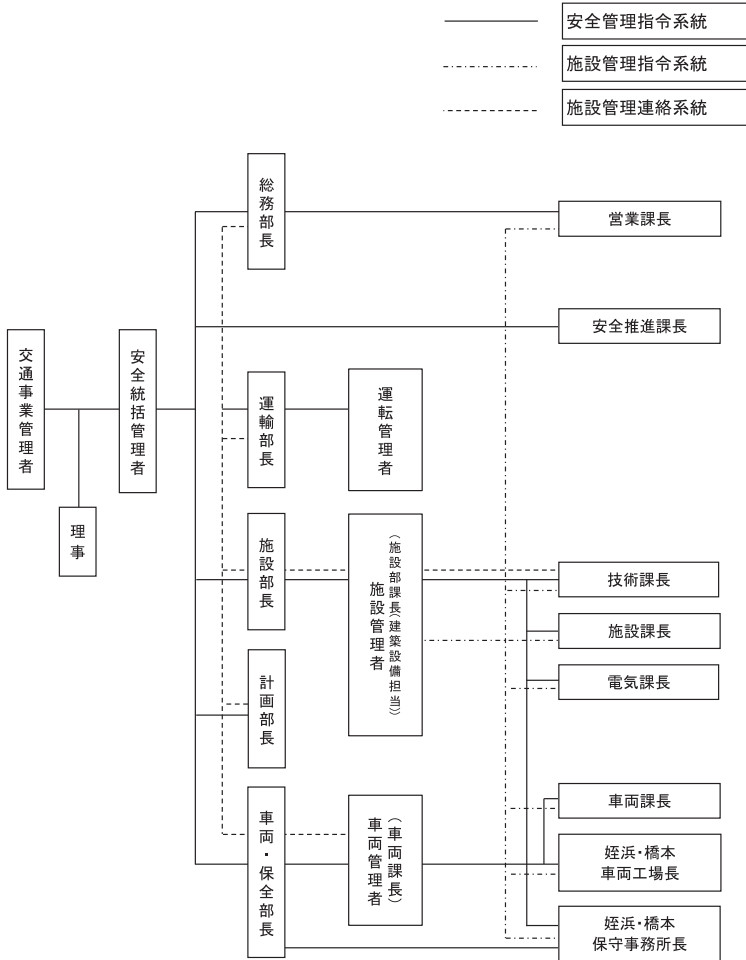 安全管理指令系統
施設管理指令系統
施設管理連絡系統
総務部長
営業課長
安全推進課長
交通事業管理者
安全統括管理者
理事
運輸部長
運転管理者
施設部長
施設管理者
（施設部課長（建築設備担当））
技術課長
施設課長
電気課長
計画部長
車両・保全部長
車両管理者
（車両課長）
車両課長
姪浜・橋本
車両工場長
姪浜・橋本
保守事務所長